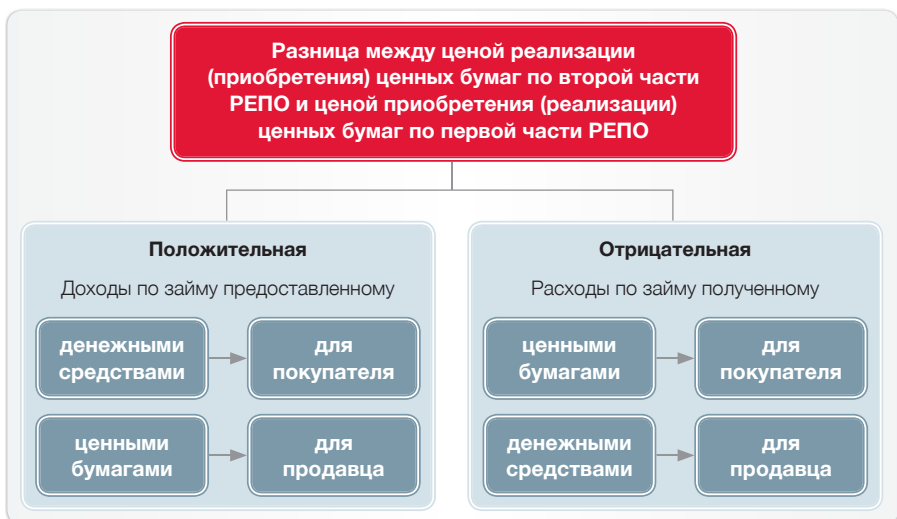 Разница между ценой реализации
(приобретения) ценных бумаг по второй части
РЕПО и ценой приобретения (реализации)
ценных бумаг по первой части РЕПО
Положительная
Доходы по займу предоставленному
денежными
средствами
для
покупателя
ценными
бумагами
для
продавца
Отрицательная
Расходы по займу полученному
ценными
бумагами
для
покупателя
денежными
средствами
для
продавца